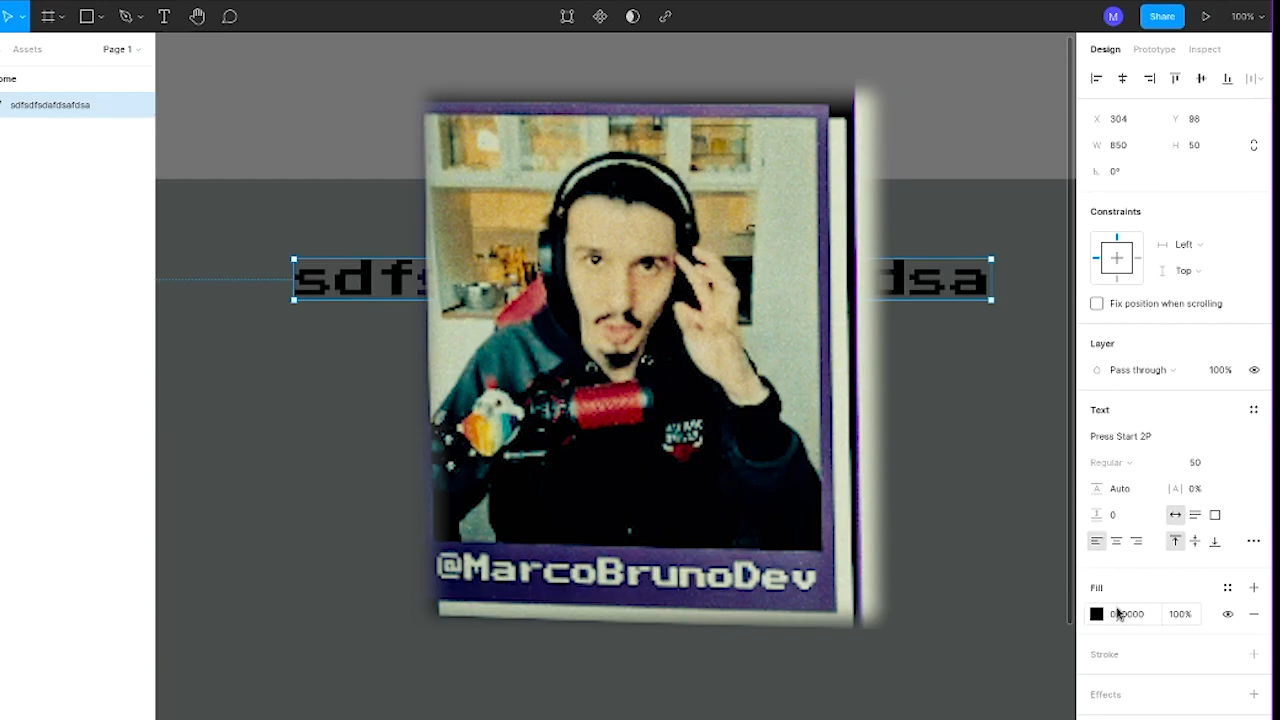 M
Share
100%
Assets
Page 1
Design
Prototype
Inspect
ome
sdfsdfsdafdsafdsa
X 304
Y 98
W 850
H 50
0°
Constraints
Left
Top
Fix position when scrolling
Layer
Pass through
100%
Text
Press Start 2P
Regular
50
Auto
|A| 0%
0
Fill
100%
Stroke
Effects
sdfs
dsa
@MarcoBrunoDev